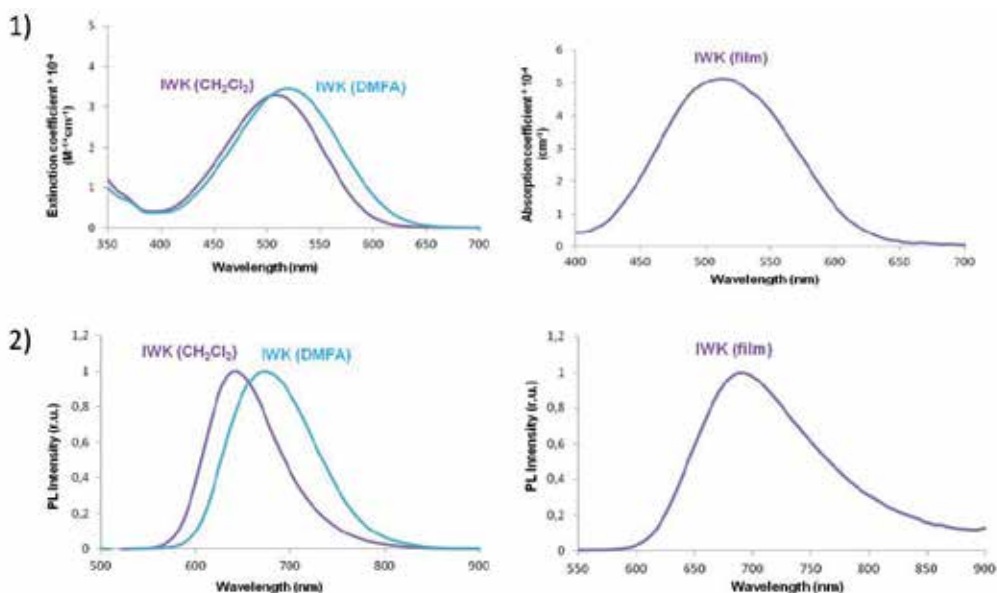 1)
5
4
3
2
1
0
350 400 450 500 550 600 650 700
Extinction coefficient * 10⁻⁴
(M⁻¹*cm⁻¹)
Wavelength (nm)
IWK (CH₂Cl₂)
IWK (DMFA)
6
5
4
3
2
1
0
400 450 500 550 600 650 700
Absorption coefficient * 10⁻⁴
(cm⁻¹)
Wavelength (nm)
IWK (film)
2)
1,2
1
0,8
0,6
0,4
0,2
0
500 600 700 800 900
PL Intensity (r.u.)
Wavelength (nm)
IWK (CH₂Cl₂)
IWK (DMFA)
1,2
1
0,8
0,6
0,4
0,2
0
550 600 650 700 750 800 850 900
PL Intensity (r.u.)
Wavelength (nm)
IWK (film)